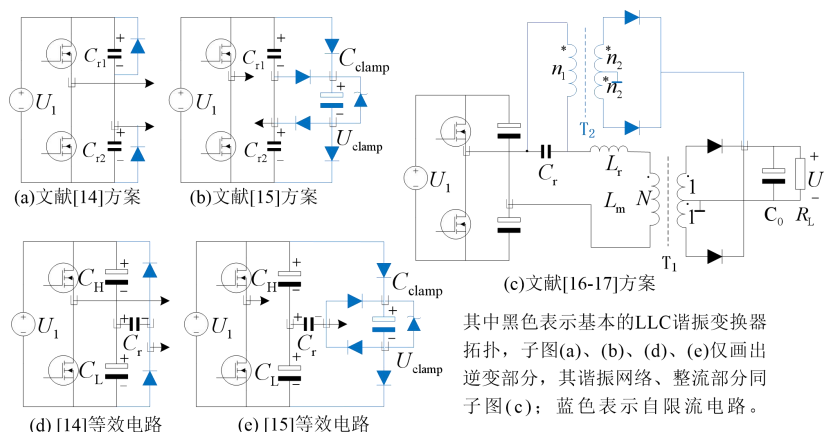 U1
Cr1
Cr2
(a)文献[14]方案
U1
Cr1
Cr2
Cclamp
Uclamp
(b)文献[15]方案
U1
n1
n2
n2
T2
Cr
Lr
Lm
N
1
1
T1
C0
RL
U
(c)文献[16-17]方案
U1
CH
CL
Cr
(d) [14]等效电路
U1
CH
CL
Cr
Cclamp
Uclamp
(e) [15]等效电路
其中黑色表示基本的LLC谐振变换器
拓扑，子图(a)、(b)、(d)、(e)仅画出
逆变部分，其谐振网络、整流部分同
子图(c)；蓝色表示自限流电路。